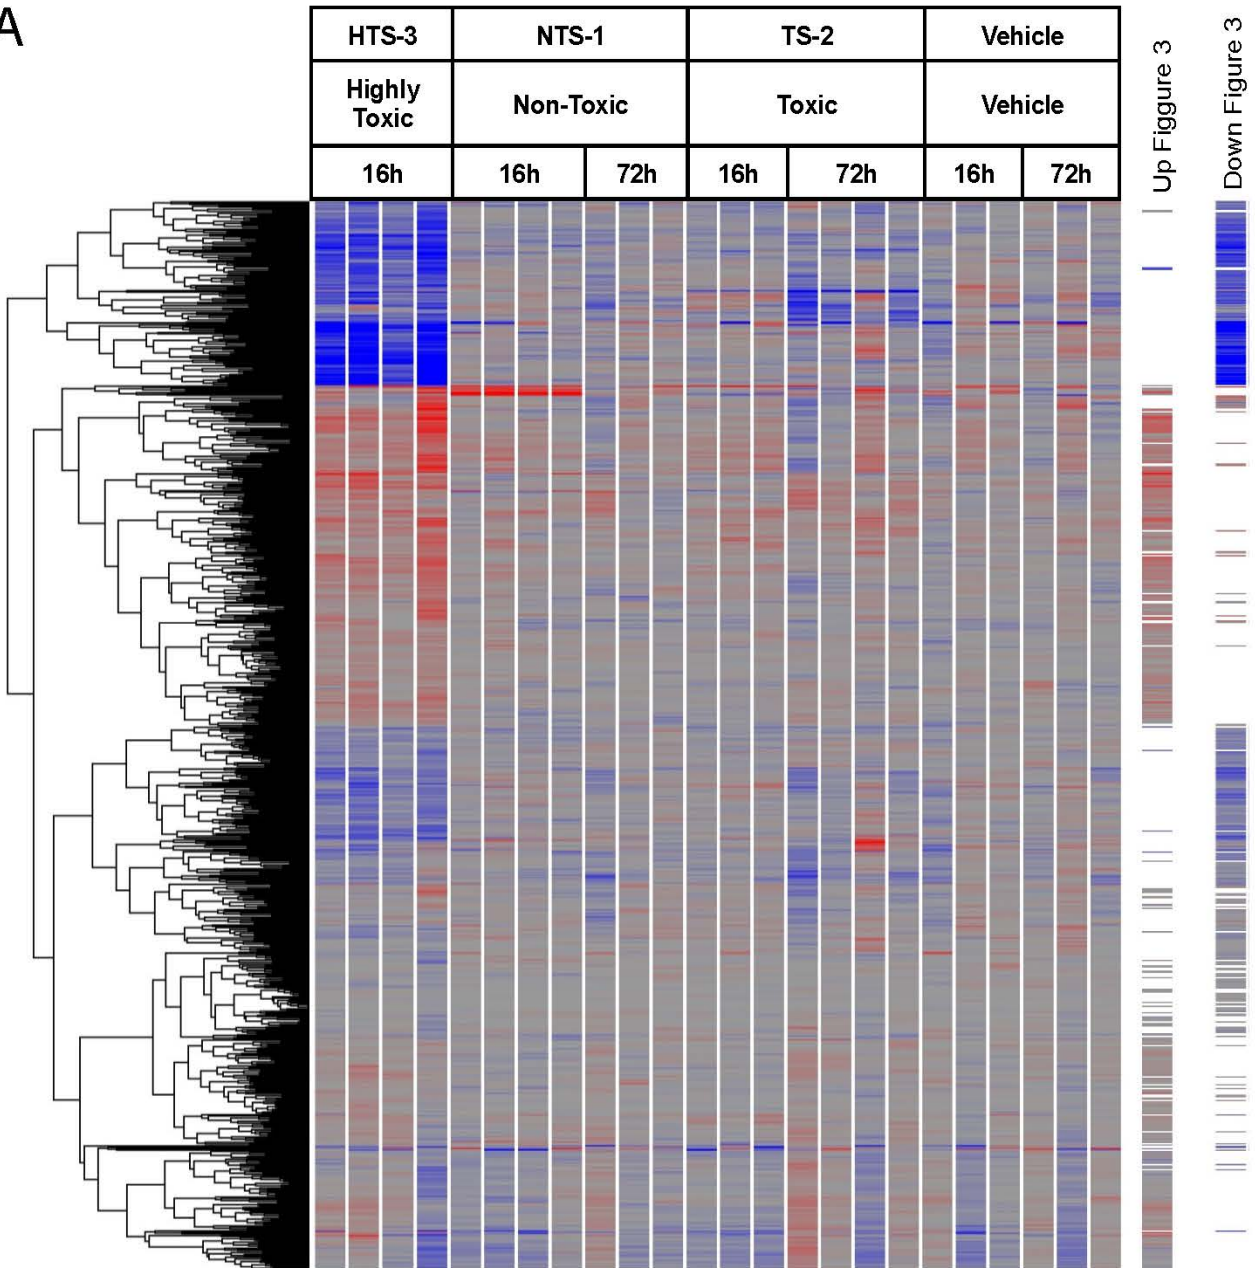 A
HTS-3 NTS-1 TS-2 Vehicle
Highly Toxic Non-Toxic Toxic Vehicle
16h 16h 72h 16h 72h 16h 72h
Up Figgure 3
Down Figure 3